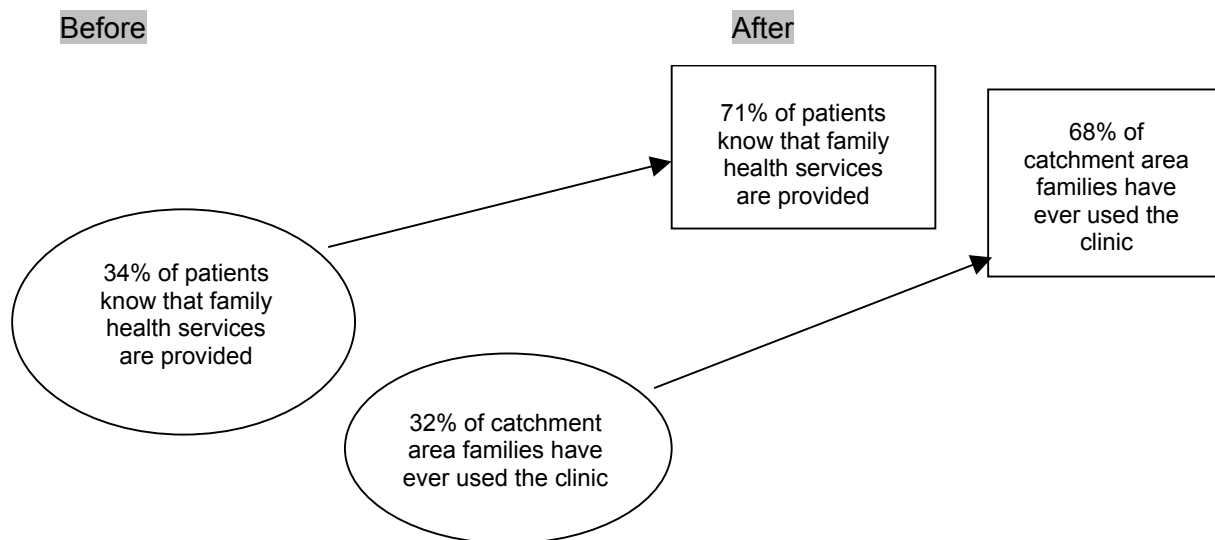 Before
After
71% of patients
know that family
health services
are provided
68% of
catchment area
families have
ever used the
clinic
34% of patients
know that family
health services
are provided
32% of catchment
area families have
ever used the clinic